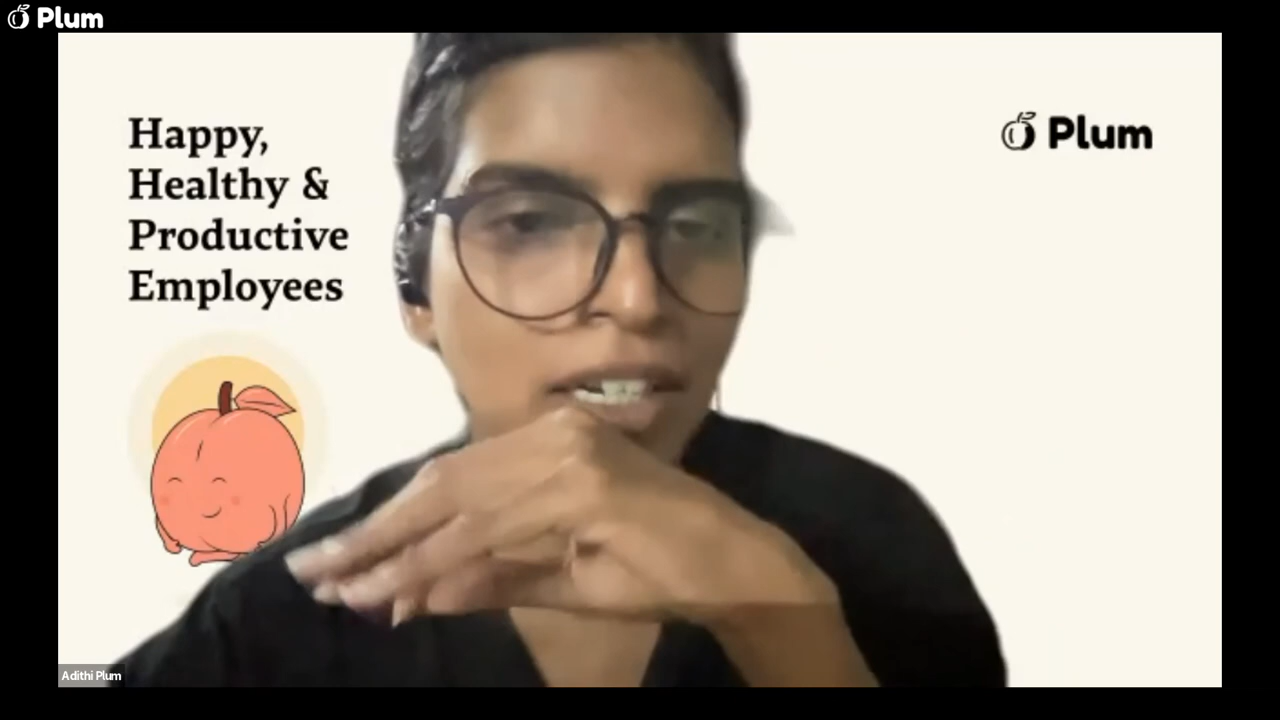 Plum
Happy,
Healthy &
Productive
Employees
Plum
Adithi Plum